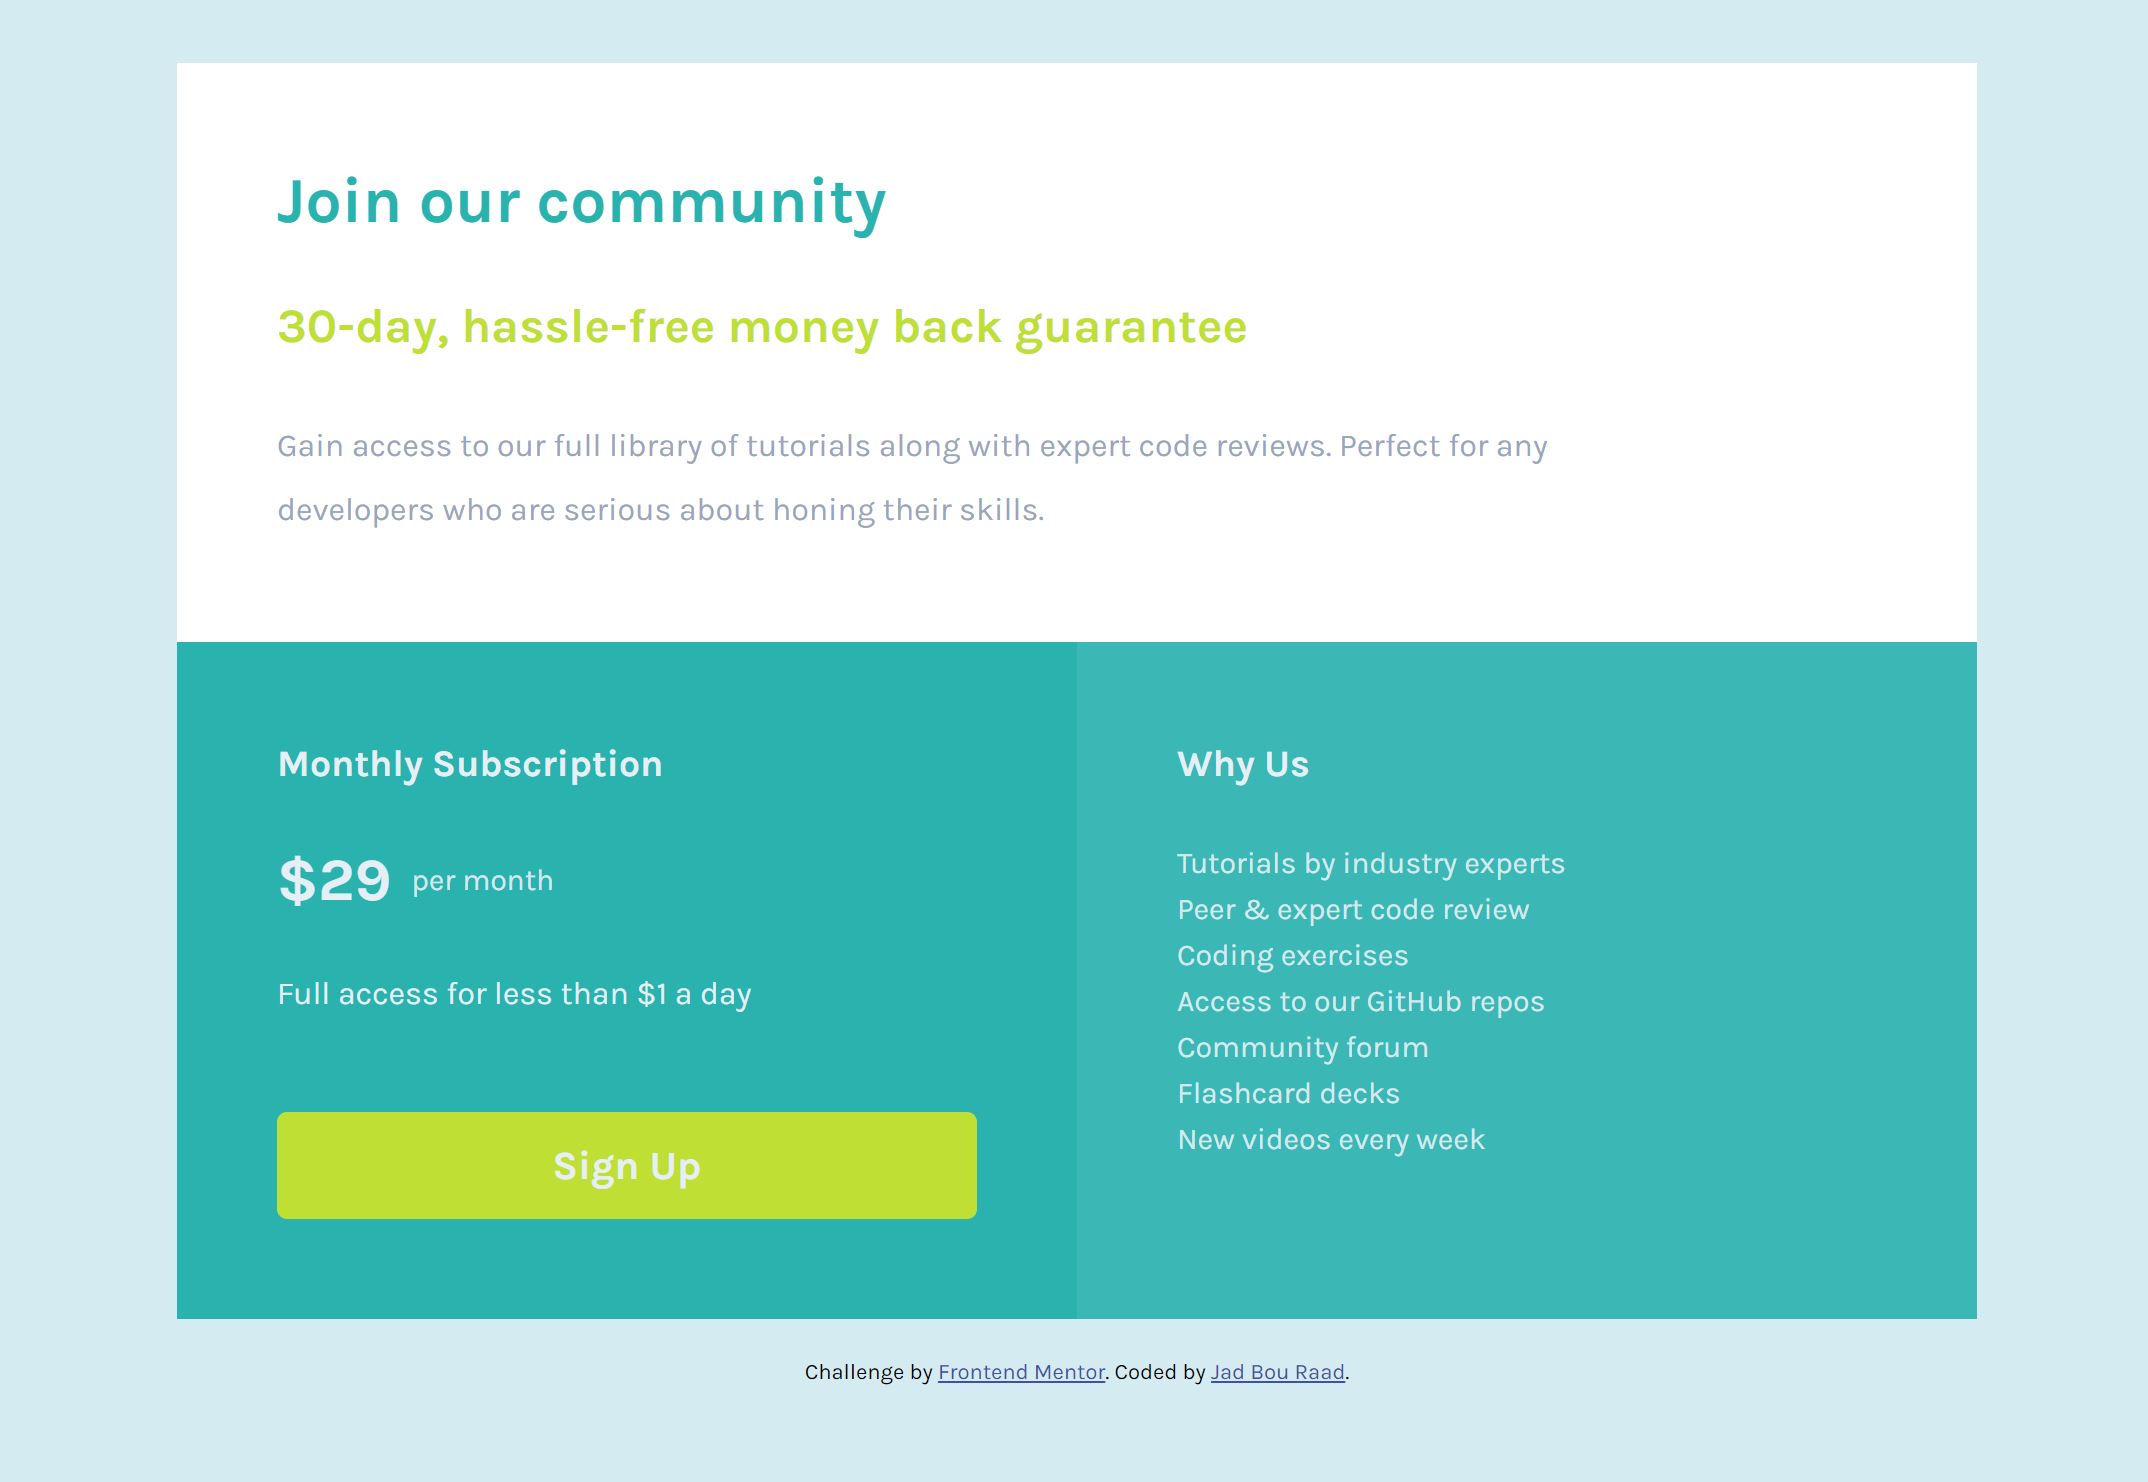 Join our community
30-day, hassle-free money back guarantee
Gain access to our full library of tutorials along with expert code reviews. Perfect for any
developers who are serious about honing their skills.
Monthly Subscription
$29 per month
Full access for less than $1 a day
Sign Up
Why Us
Tutorials by industry experts
Peer & expert code review
Coding exercises
Access to our GitHub repos
Community forum
Flashcard decks
New videos every week
Challenge by Frontend Mentor. Coded by Jad Bou Raad.